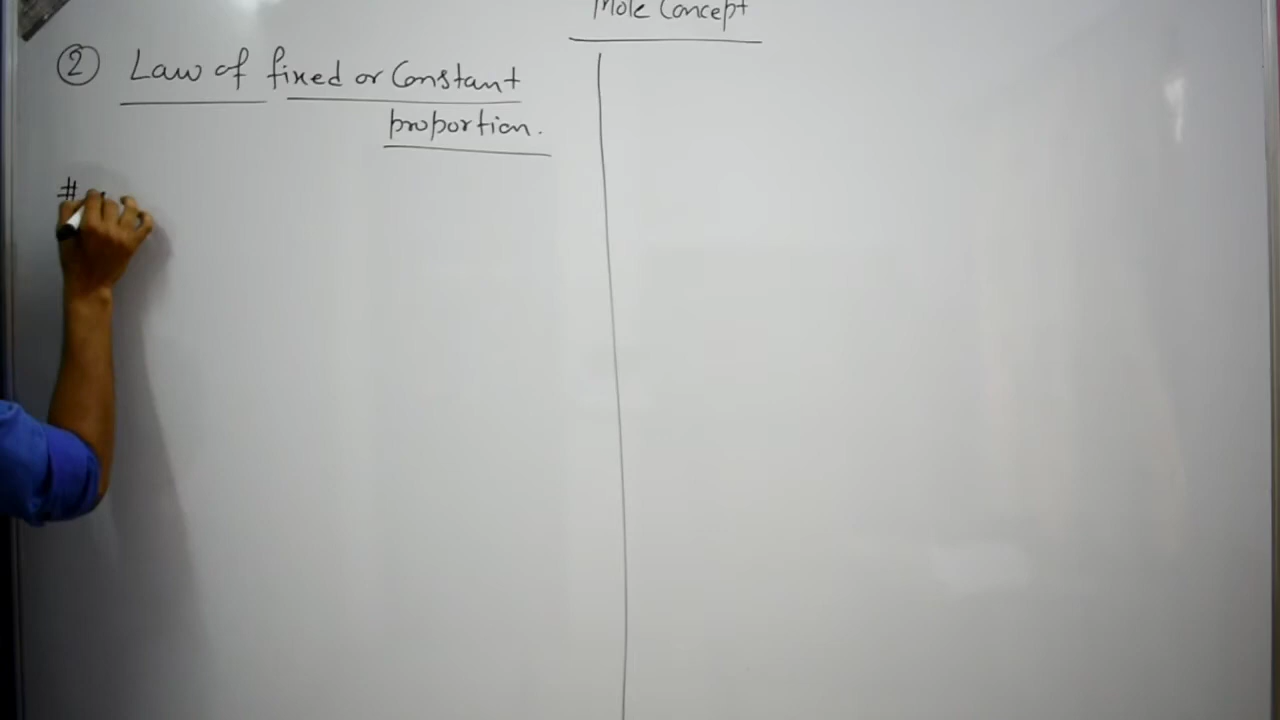 Mole Concept
② Law of fixed or Constant
proportion.
#